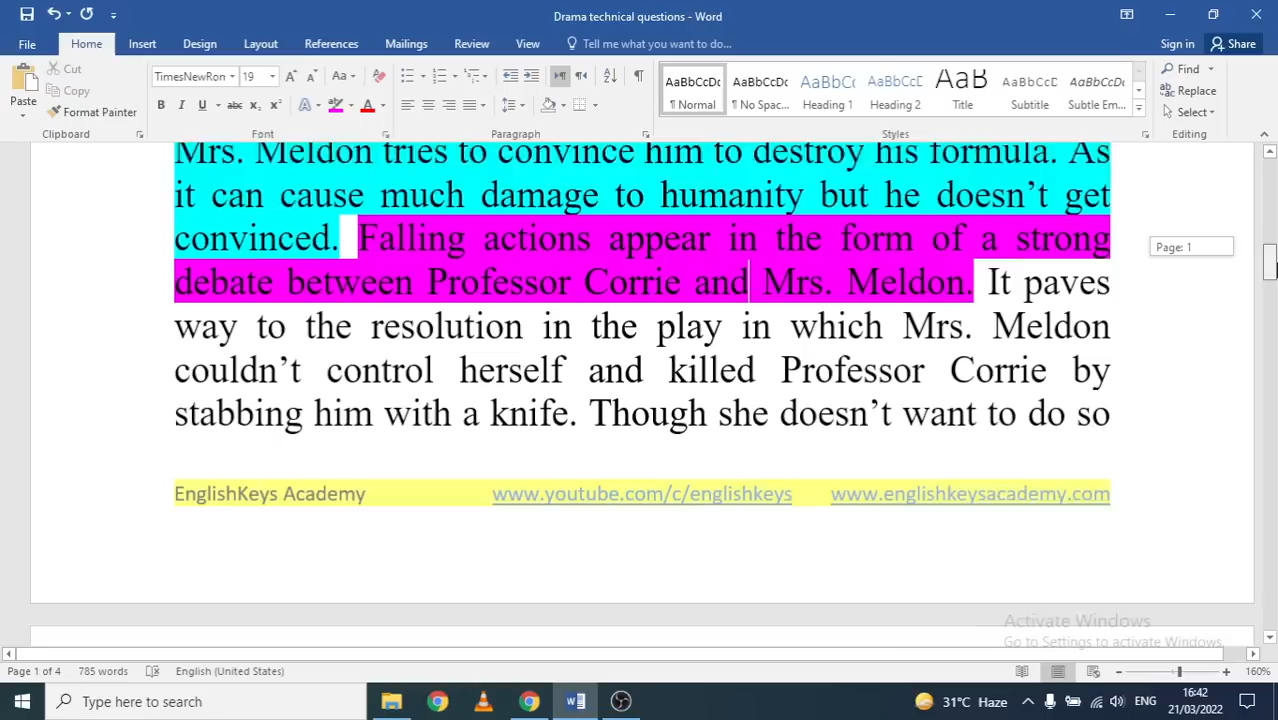 Drama technical questions - Word
File Home Insert Design Layout References Mailings Review View Tell me what you want to do... Sign in Share
Paste Cut Copy Format Painter
TimesNewRon 19 Aa
B I U abc X₂ X² A A
AaBbCcDc AaBbCcDc AaBbCc AaBbCcD AaB AaBbCcD AaBbCcDc
¶ Normal ¶ No Spac... Heading 1 Heading 2 Title Subtitle Subtle Em...
Find Replace Select
Clipboard Font Paragraph Styles Editing
Mrs. Meldon tries to convince him to destroy his formula. As
it can cause much damage to humanity but he doesn’t get
convinced. Falling actions appear in the form of a strong
debate between Professor Corrie and Mrs. Meldon. It paves
way to the resolution in the play in which Mrs. Meldon
couldn’t control herself and killed Professor Corrie by
stabbing him with a knife. Though she doesn’t want to do so
Page: 1
EnglishKeys Academy www.youtube.com/c/englishkeys www.englishkeysacademy.com
Activate Windows
Go to Settings to activate Windows.
Page 1 of 4 785 words English (United States) 160%
Type here to search 31°C Haze ENG 16:42
21/03/2022